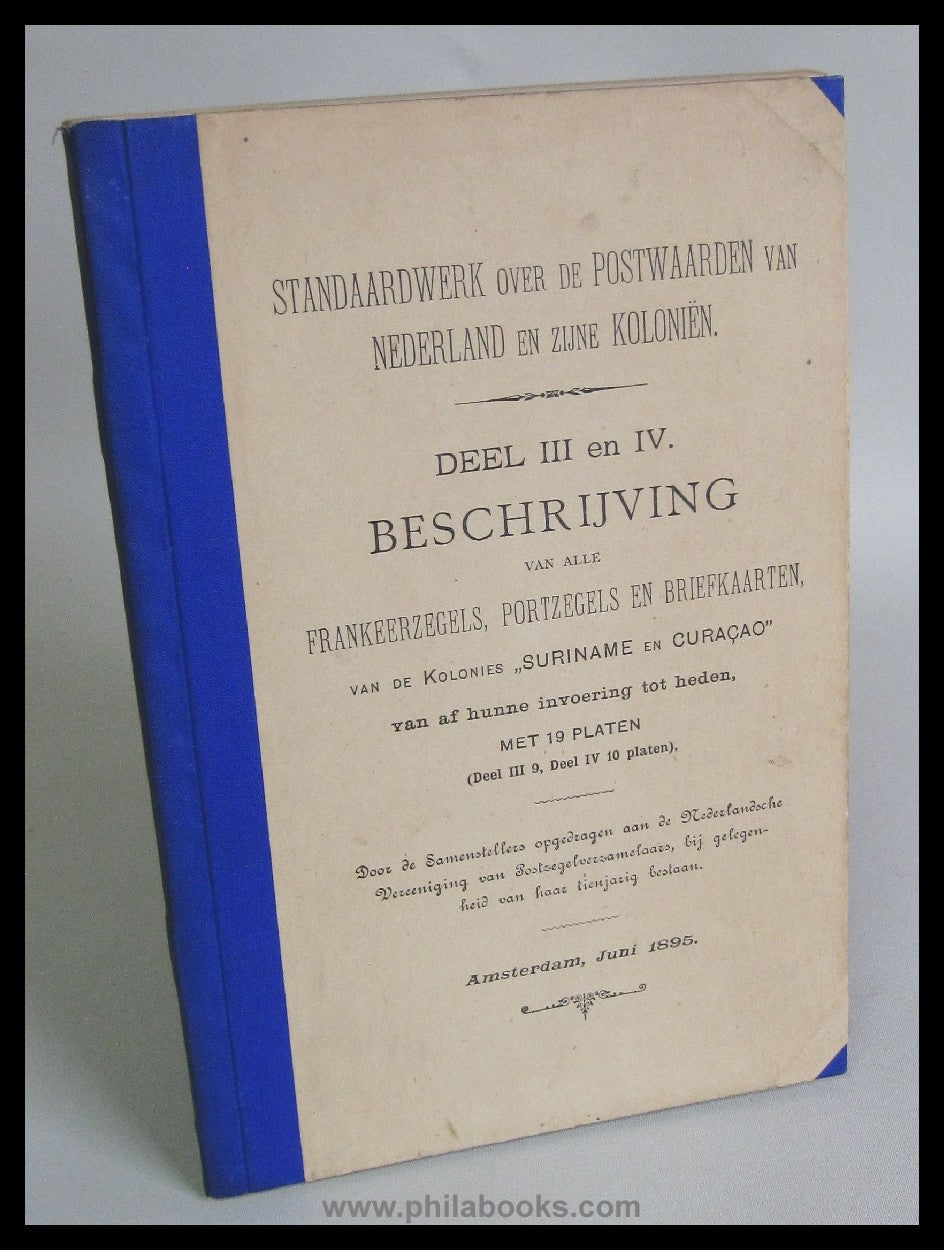 STANDAARDWERK OVER DE POSTWAARDEN VAN
NEDERLAND EN ZIJNE KOLONIËN.
DEEL III en IV.
BESCHRIJVING
VAN ALLE
FRANKEERZEGELS, PORTZEGELS EN BRIEFKAARTEN,
VAN DE KOLONIES „SURINAME EN CURAÇAO"
van af hunne invoering tot heden,
MET 19 PLATEN
(Deel III 9, Deel IV 10 platen),
Door de Samenstellers opgedragen aan de Nederlandsche
Vereeniging van Postzegelverzamelaars, bij gelegen-
heid van haar tienjarig bestaan.
Amsterdam, Juni 1895.
www.philabooks.com